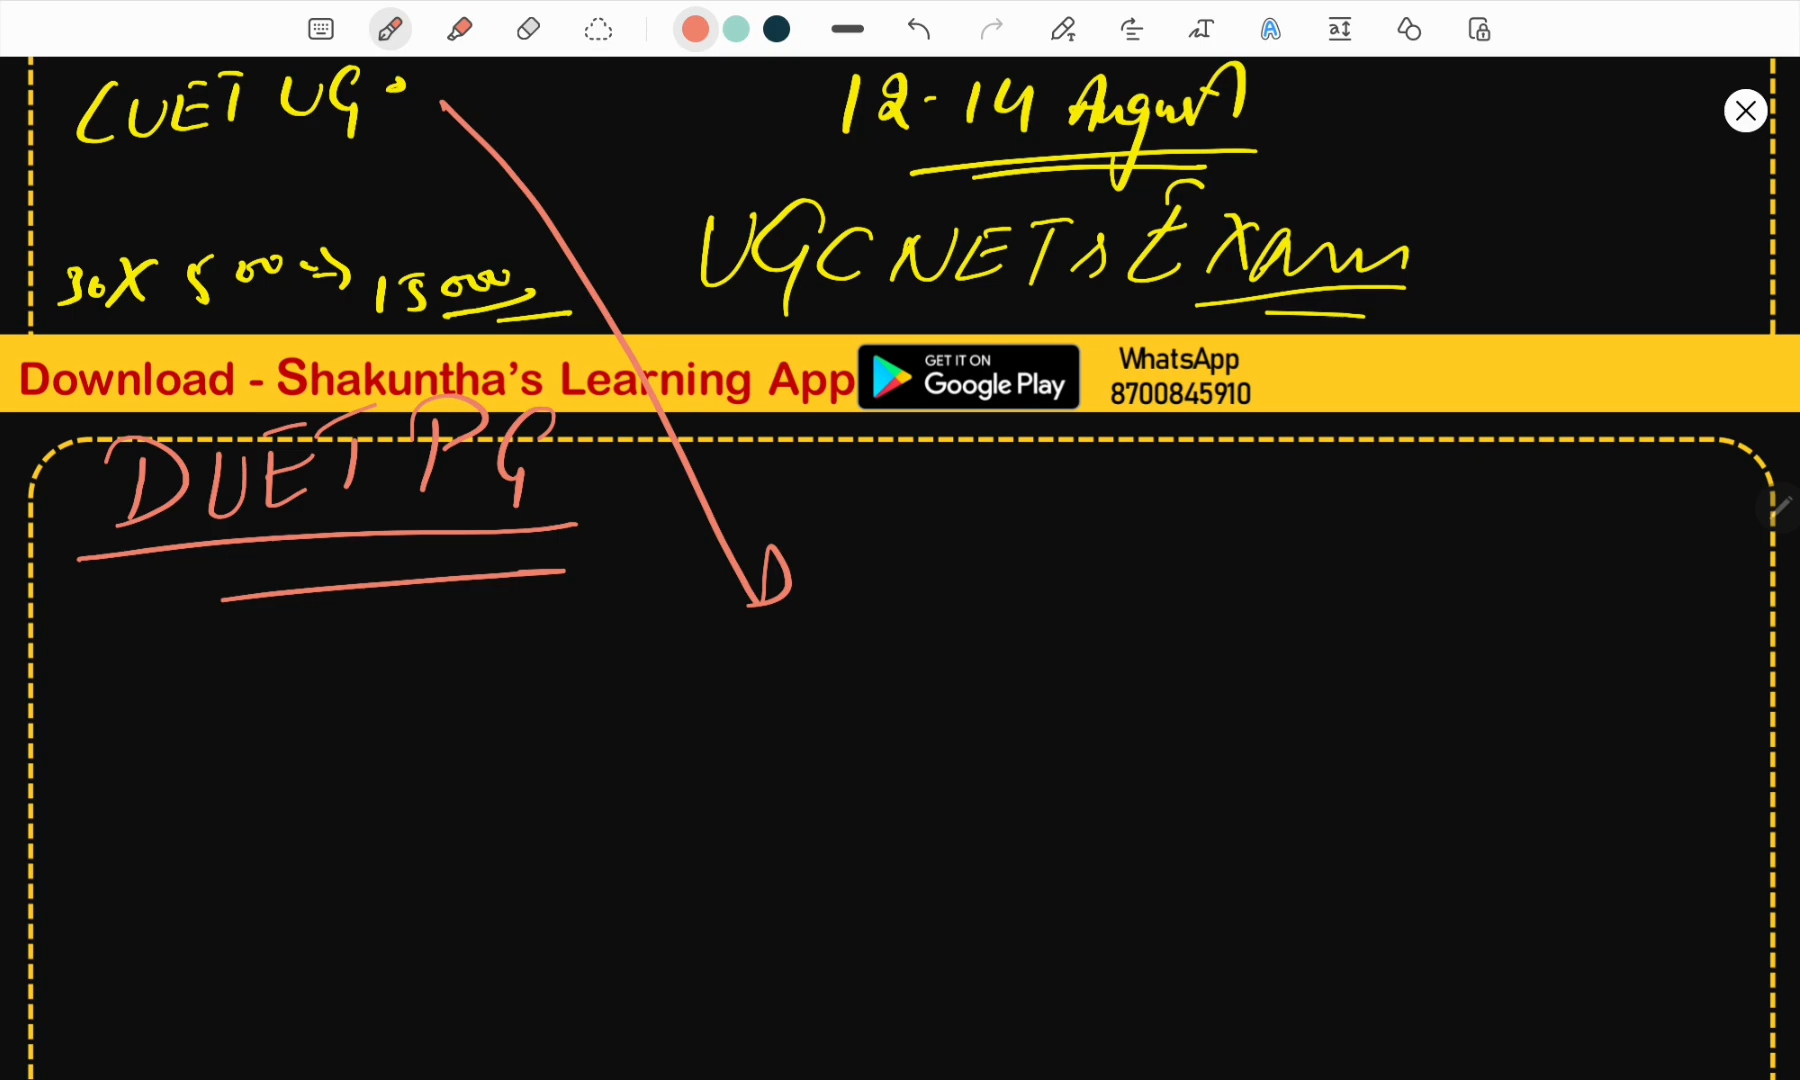 CUET UG
12-14 August
UGC NET Exam
30X 500 → 15000
Download - Shakuntha's Learning App
GET IT ON
Google Play
WhatsApp
8700845910
DUET PG
D